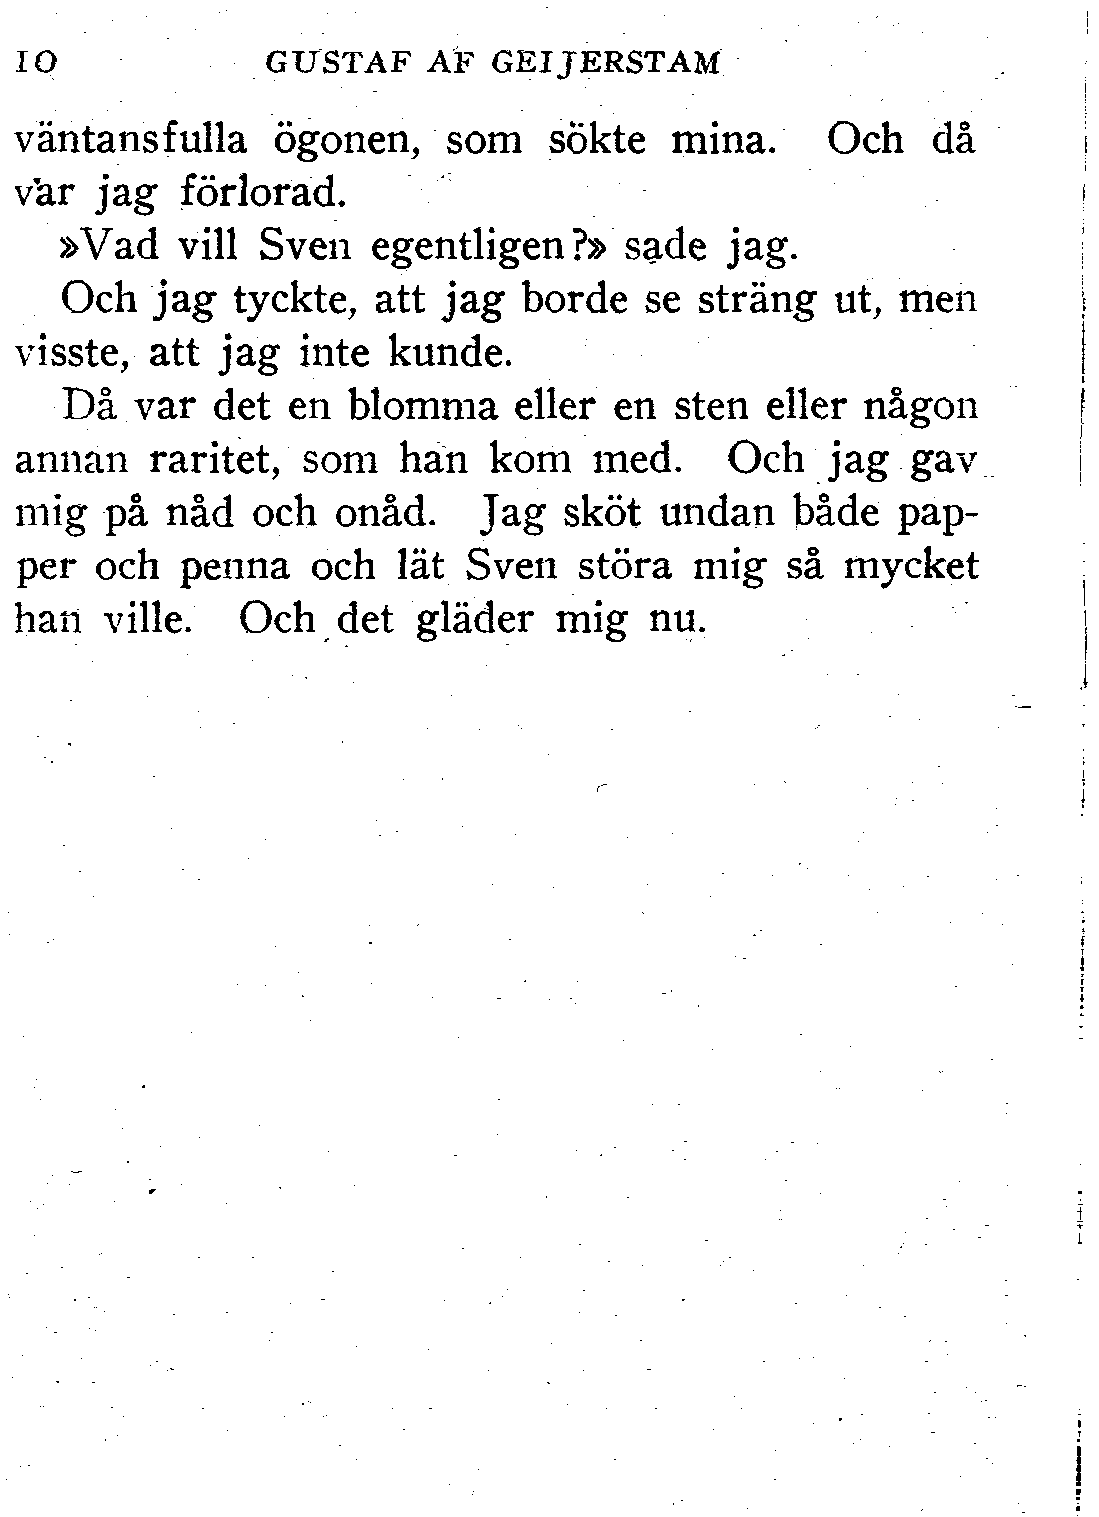 10 GUSTAF AF GEIJERSTAM
väntansfulla ögonen, som sökte mina. Och då
var jag förlorad.
»Vad vill Sven egentligen?» sade jag.
Och jag tyckte, att jag borde se sträng ut, men
visste, att jag inte kunde.
Då var det en blomma eller en sten eller någon
annan raritet, som han kom med. Och jag gav
mig på nåd och onåd. Jag sköt undan både pap-
per och penna och lät Sven störa mig så mycket
han ville. Och det gläder mig nu.